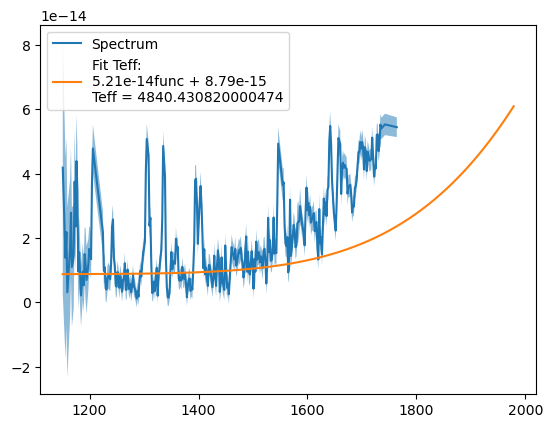 1e−14
8
6
4
2
0
−2
1200
1400
1600
1800
2000
Spectrum
Fit Teff:
5.21e-14func + 8.79e-15
Teff = 4840.430820000474